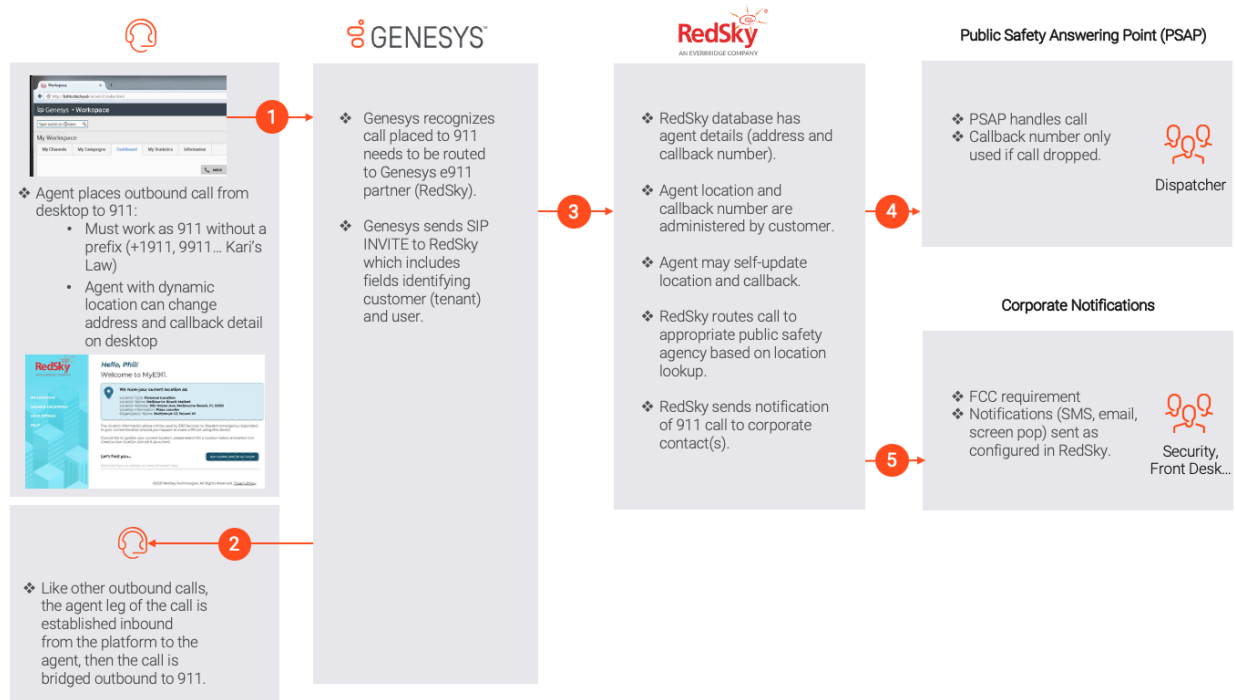 GENESYS™
RedSky
AN EVERBRIDGE COMPANY
Public Safety Answering Point (PSAP)
Workspace
Genesys • Workspace
My Workspace
My Channels My Campaigns Dashboard My Statistics Information
1
❖ Agent places outbound call from
desktop to 911:
• Must work as 911 without a
prefix (+1911, 9911… Kari's
Law)
• Agent with dynamic
location can change
address and callback detail
on desktop
RedSky
Hello, Phil!
Welcome to MyE911.
We have your current location as:
Let's find you...
2
❖ Like other outbound calls,
the agent leg of the call is
established inbound
from the platform to the
agent, then the call is
bridged outbound to 911.
❖ Genesys recognizes
call placed to 911
needs to be routed
to Genesys e911
partner (RedSky).
❖ Genesys sends SIP
INVITE to RedSky
which includes
fields identifying
customer (tenant)
and user.
3
❖ RedSky database has
agent details (address and
callback number).
❖ Agent location and
callback number are
administered by customer.
❖ Agent may self-update
location and callback.
❖ RedSky routes call to
appropriate public safety
agency based on location
lookup.
❖ RedSky sends notification
of 911 call to corporate
contact(s).
4
❖ PSAP handles call
❖ Callback number only
used if call dropped.
Dispatcher
Corporate Notifications
5
❖ FCC requirement
❖ Notifications (SMS, email,
screen pop) sent as
configured in RedSky.
Security,
Front Desk…